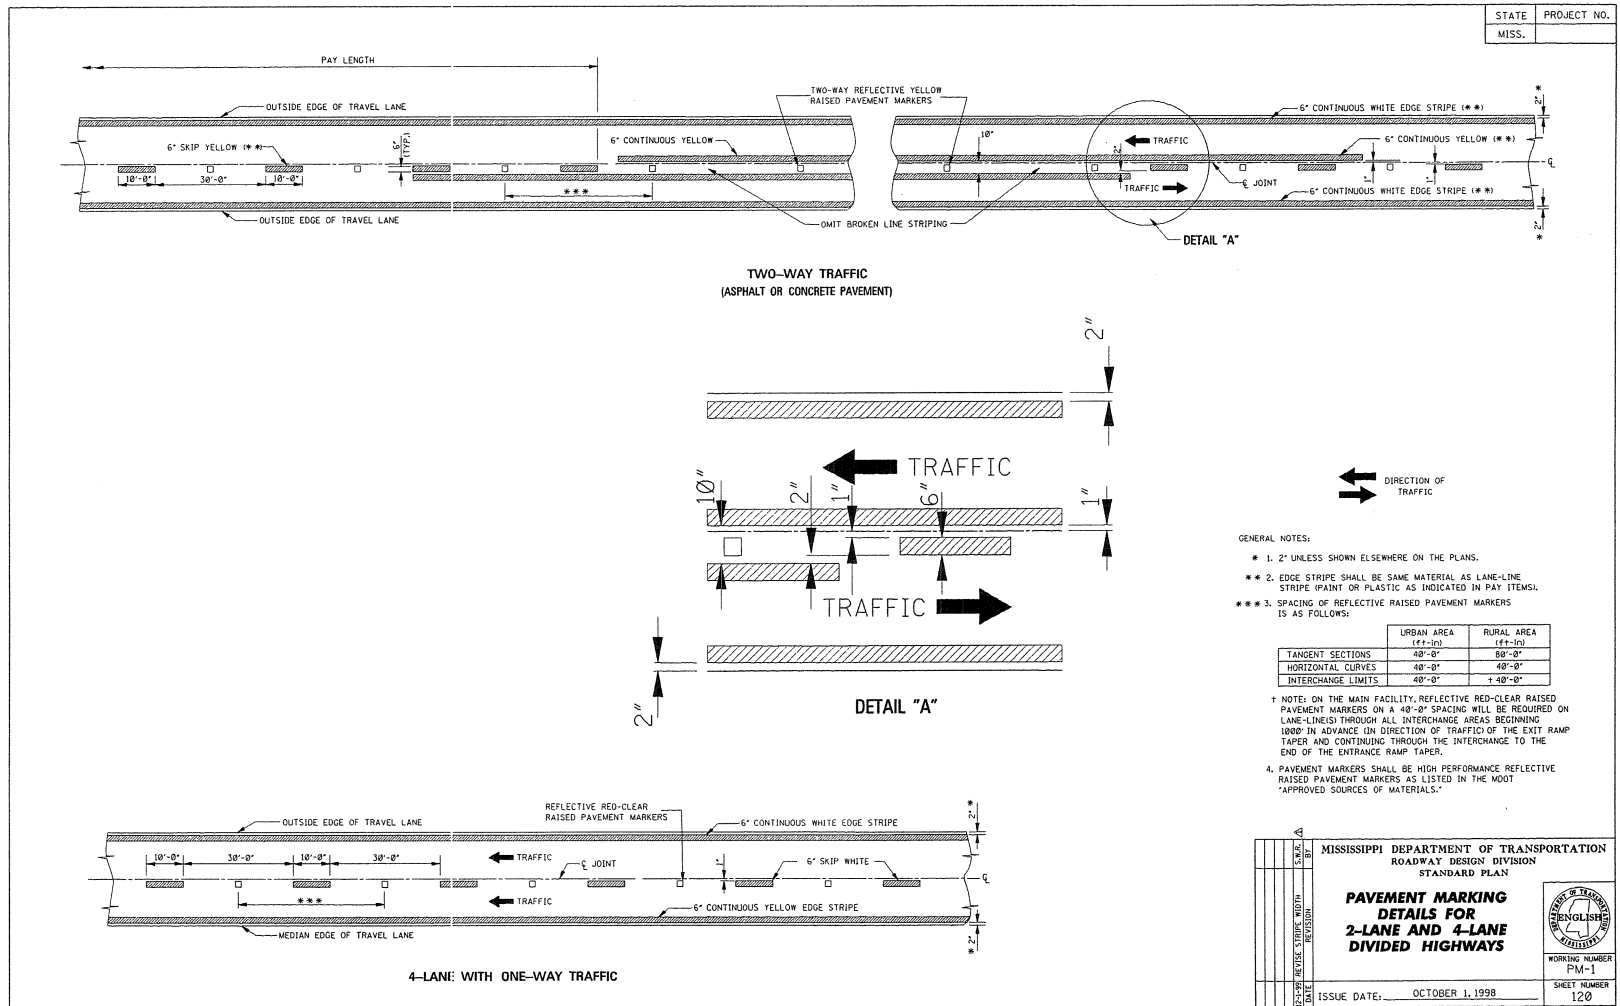 STATE PROJECT NO.
MISS.
PAY LENGTH
OUTSIDE EDGE OF TRAVEL LANE
TWO-WAY REFLECTIVE YELLOW
RAISED PAVEMENT MARKERS
6" CONTINUOUS WHITE EDGE STRIPE (**)
2" *
6" SKIP YELLOW (**)
6" (TYP.)
6" CONTINUOUS YELLOW
10"
2"
TRAFFIC
6" CONTINUOUS YELLOW (**)
℄
10'-0" 30'-0" 10'-0"
***
TRAFFIC
℄ JOINT
1" 1"
6" CONTINUOUS WHITE EDGE STRIPE (**)
OUTSIDE EDGE OF TRAVEL LANE
OMIT BROKEN LINE STRIPING
* 2"
DETAIL "A"
TWO-WAY TRAFFIC
(ASPHALT OR CONCRETE PAVEMENT)
2"
TRAFFIC
10" 2" 1" 6" 1"
TRAFFIC
2"
DETAIL "A"
DIRECTION OF
TRAFFIC
GENERAL NOTES:
* 1. 2" UNLESS SHOWN ELSEWHERE ON THE PLANS.
** 2. EDGE STRIPE SHALL BE SAME MATERIAL AS LANE-LINE
STRIPE (PAINT OR PLASTIC AS INDICATED IN PAY ITEMS).
*** 3. SPACING OF REFLECTIVE RAISED PAVEMENT MARKERS
IS AS FOLLOWS:
URBAN AREA (ft-in) RURAL AREA (ft-in)
TANGENT SECTIONS 40'-0" 80'-0"
HORIZONTAL CURVES 40'-0" 40'-0"
INTERCHANGE LIMITS 40'-0" † 40'-0"
† NOTE: ON THE MAIN FACILITY, REFLECTIVE RED-CLEAR RAISED
PAVEMENT MARKERS ON A 40'-0" SPACING WILL BE REQUIRED ON
LANE-LINE(S) THROUGH ALL INTERCHANGE AREAS BEGINNING
1000' IN ADVANCE (IN DIRECTION OF TRAFFIC) OF THE EXIT RAMP
TAPER AND CONTINUING THROUGH THE INTERCHANGE TO THE
END OF THE ENTRANCE RAMP TAPER.
4. PAVEMENT MARKERS SHALL BE HIGH PERFORMANCE REFLECTIVE
RAISED PAVEMENT MARKERS AS LISTED IN THE MDOT
"APPROVED SOURCES OF MATERIALS."
OUTSIDE EDGE OF TRAVEL LANE
REFLECTIVE RED-CLEAR
RAISED PAVEMENT MARKERS
6" CONTINUOUS WHITE EDGE STRIPE
2" *
10'-0" 30'-0" 10'-0" 30'-0"
TRAFFIC
℄ JOINT
1"
6" SKIP WHITE
℄
***
TRAFFIC
6" CONTINUOUS YELLOW EDGE STRIPE
MEDIAN EDGE OF TRAVEL LANE
* 2"
4-LANE WITH ONE-WAY TRAFFIC
S.W.R.
BY
REVISE STRIPE WIDTH
REVISION
12-1-99
DATE
MISSISSIPPI DEPARTMENT OF TRANSPORTATION
ROADWAY DESIGN DIVISION
STANDARD PLAN
PAVEMENT MARKING
DETAILS FOR
2-LANE AND 4-LANE
DIVIDED HIGHWAYS
DEPARTMENT OF TRANSPORTATION
ENGLISH
MISSISSIPPI
WORKING NUMBER
PM-1
ISSUE DATE: OCTOBER 1, 1998
SHEET NUMBER
120